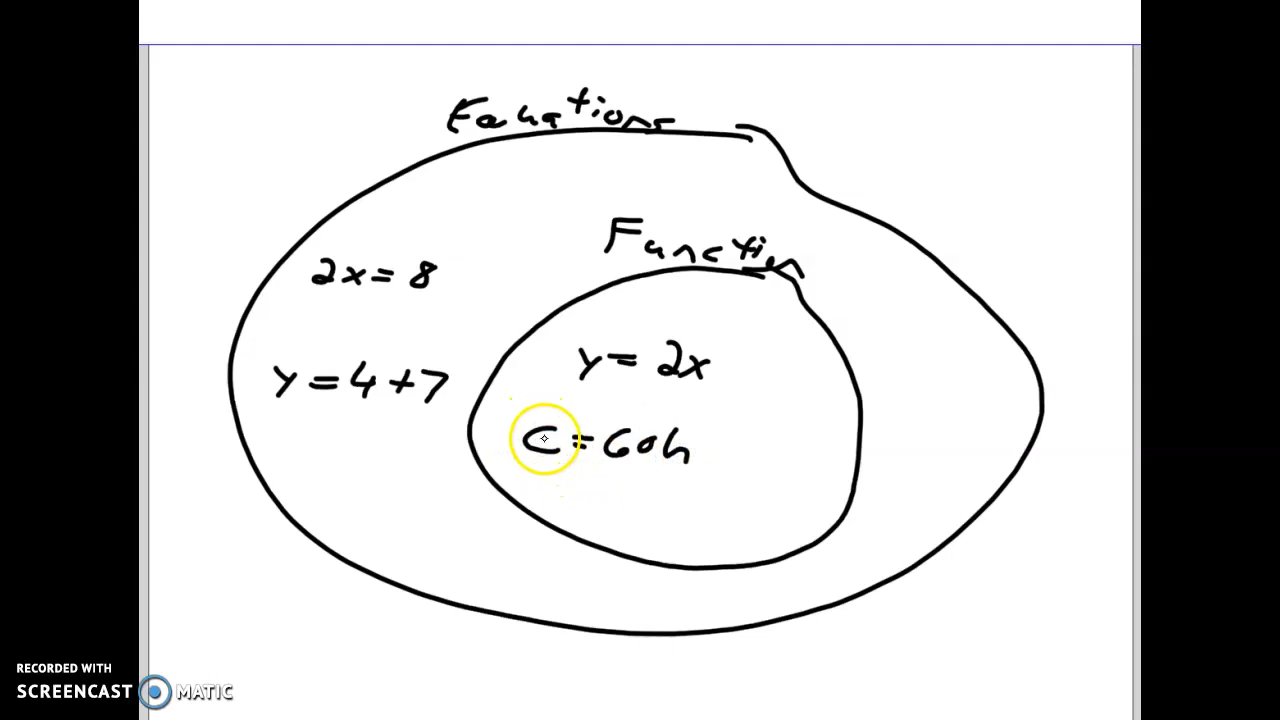 Equations
Function
2x = 8
y = 2x
y = 4 + 7
C = 60h
RECORDED WITH
SCREENCAST MATIC